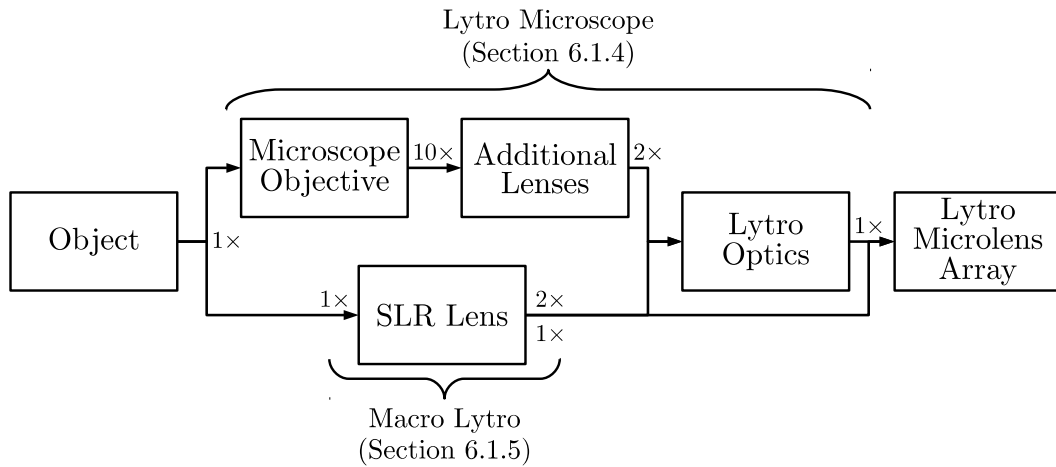 Lytro Microscope
(Section 6.1.4)
Microscope
Objective
10×
Additional
Lenses
2×
Object
1×
Lytro
Optics
1×
Lytro
Microlens
Array
1×
SLR Lens
2×
1×
Macro Lytro
(Section 6.1.5)